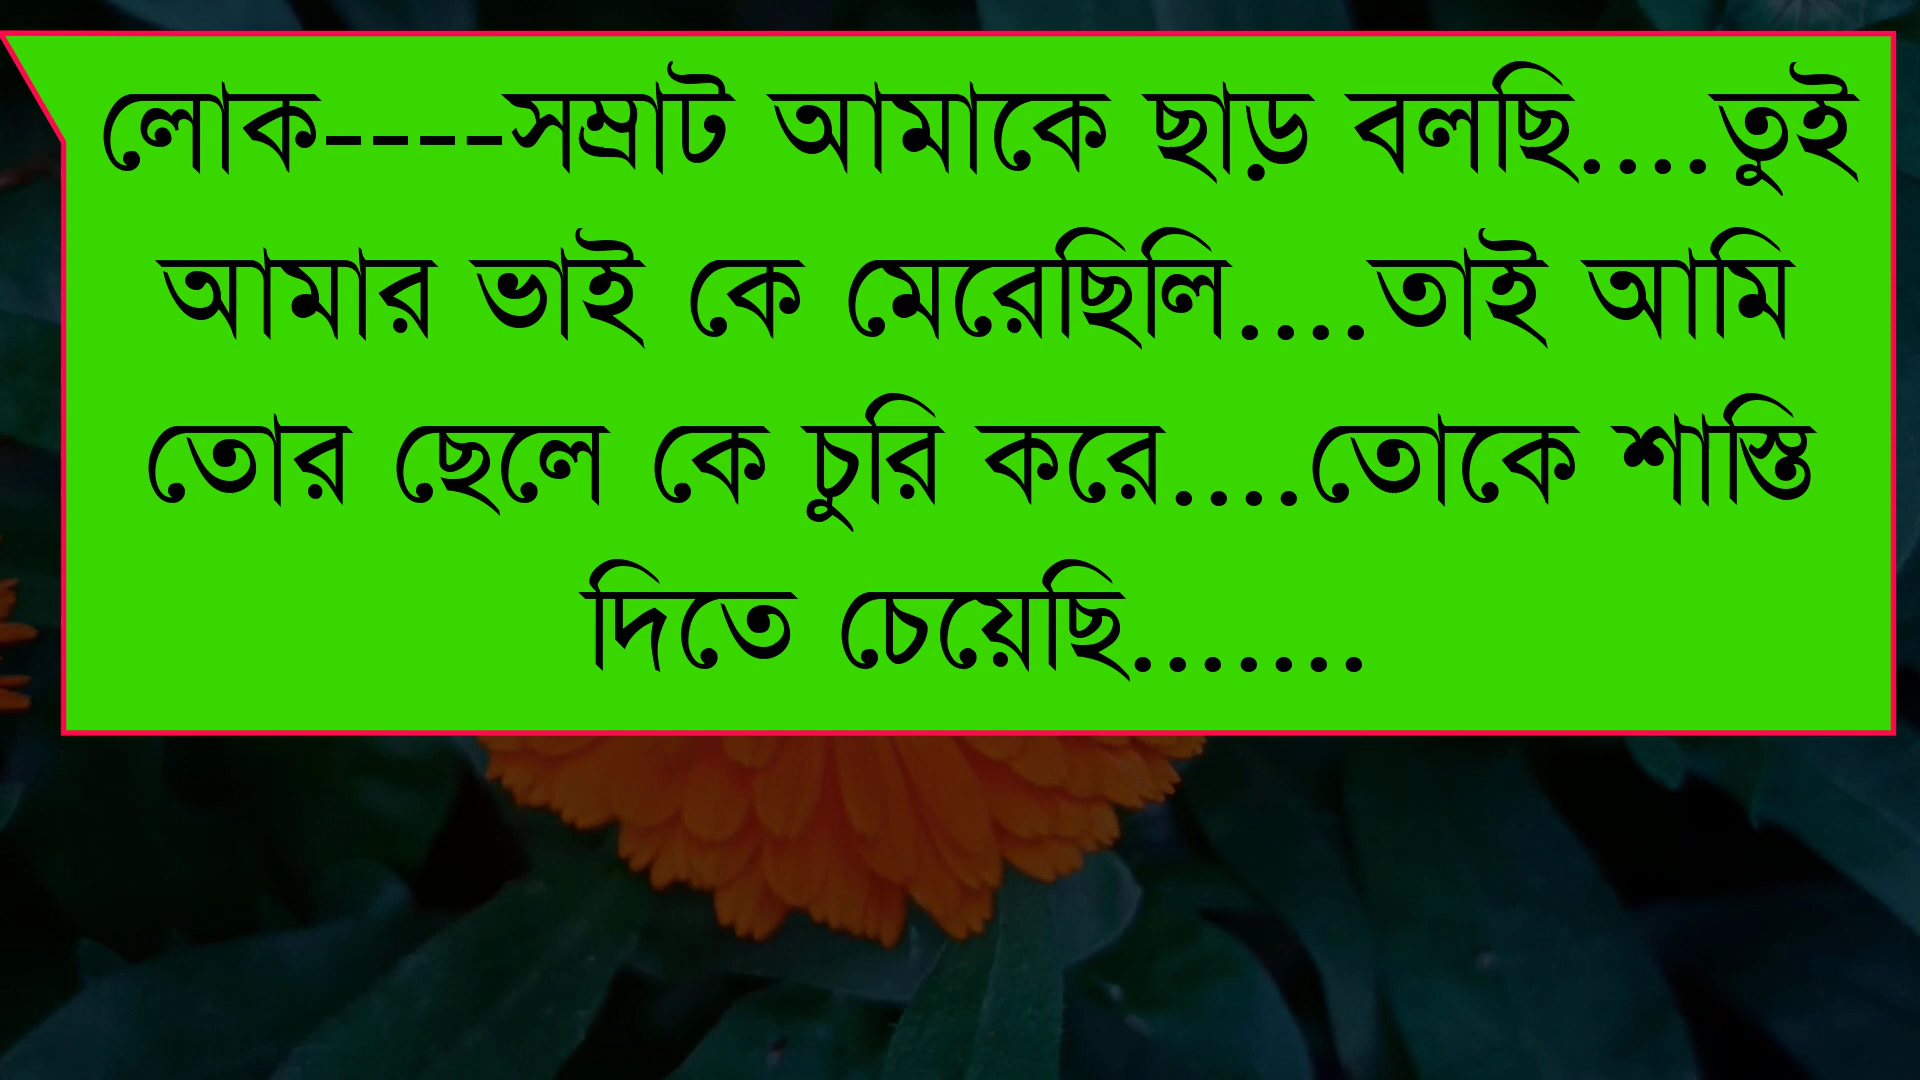 লোক----সম্রাট আমাকে ছাড় বলছি....তুই
আমার ভাই কে মেরেছিলি....তাই আমি
তোর ছেলে কে চুরি করে....তোকে শাস্তি
দিতে চেয়েছি.......